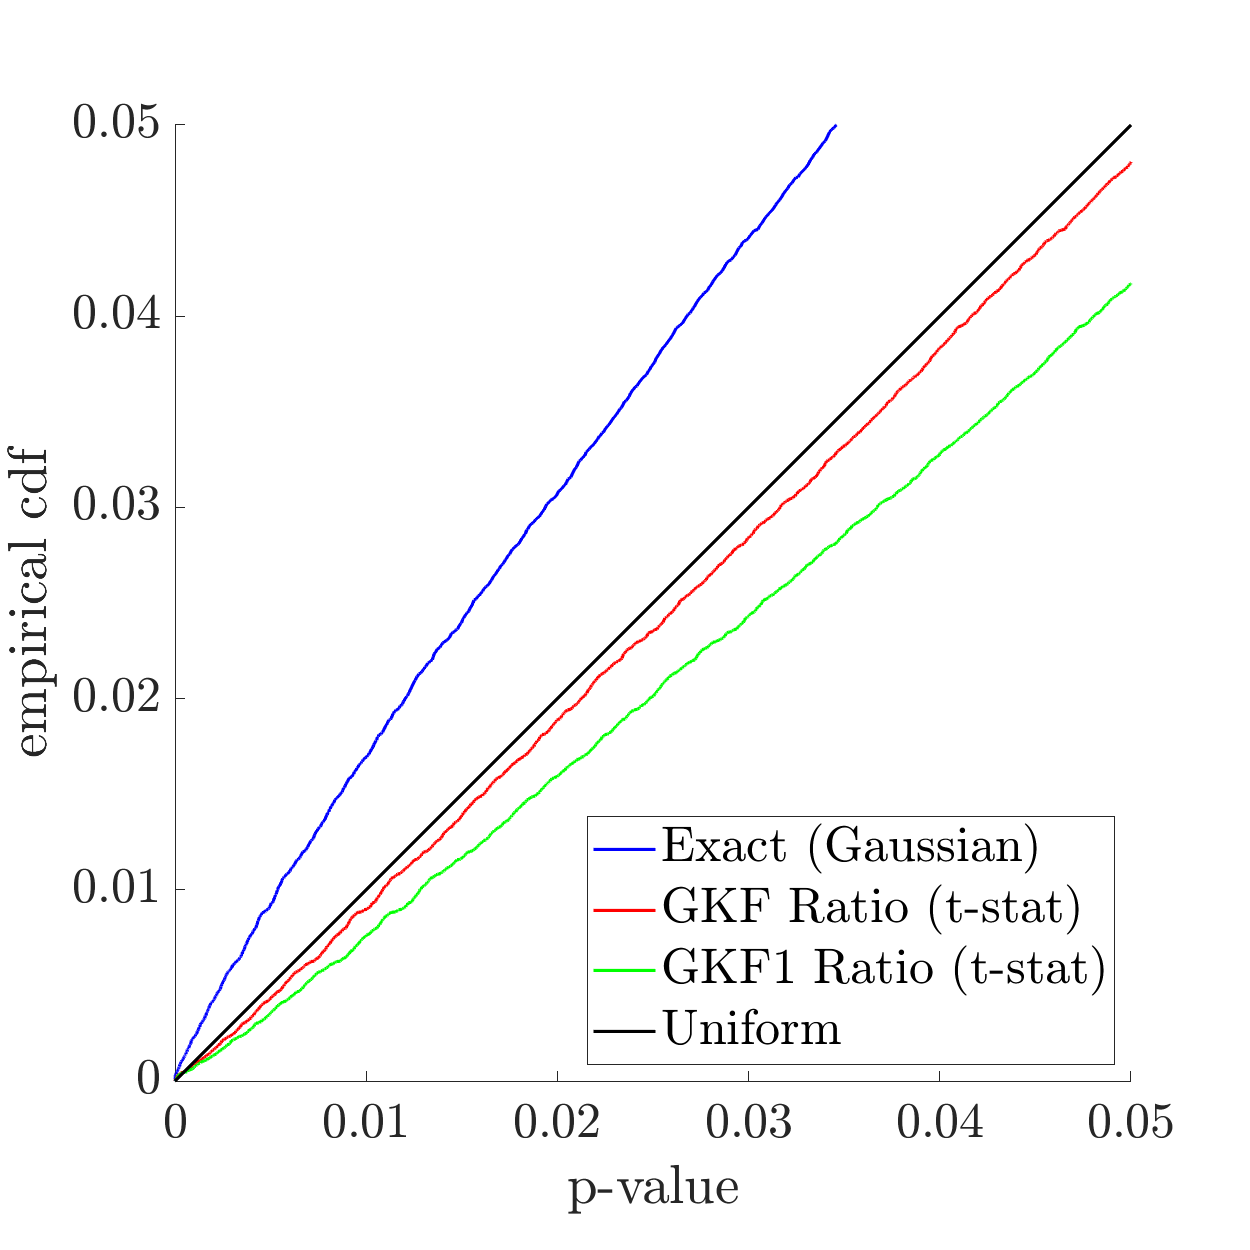 0.05
0.04
0.03
0.02
0.01
0
empirical cdf
Exact (Gaussian)
GKF Ratio (t-stat)
GKF1 Ratio (t-stat)
Uniform
0 0.01 0.02 0.03 0.04 0.05
p-value